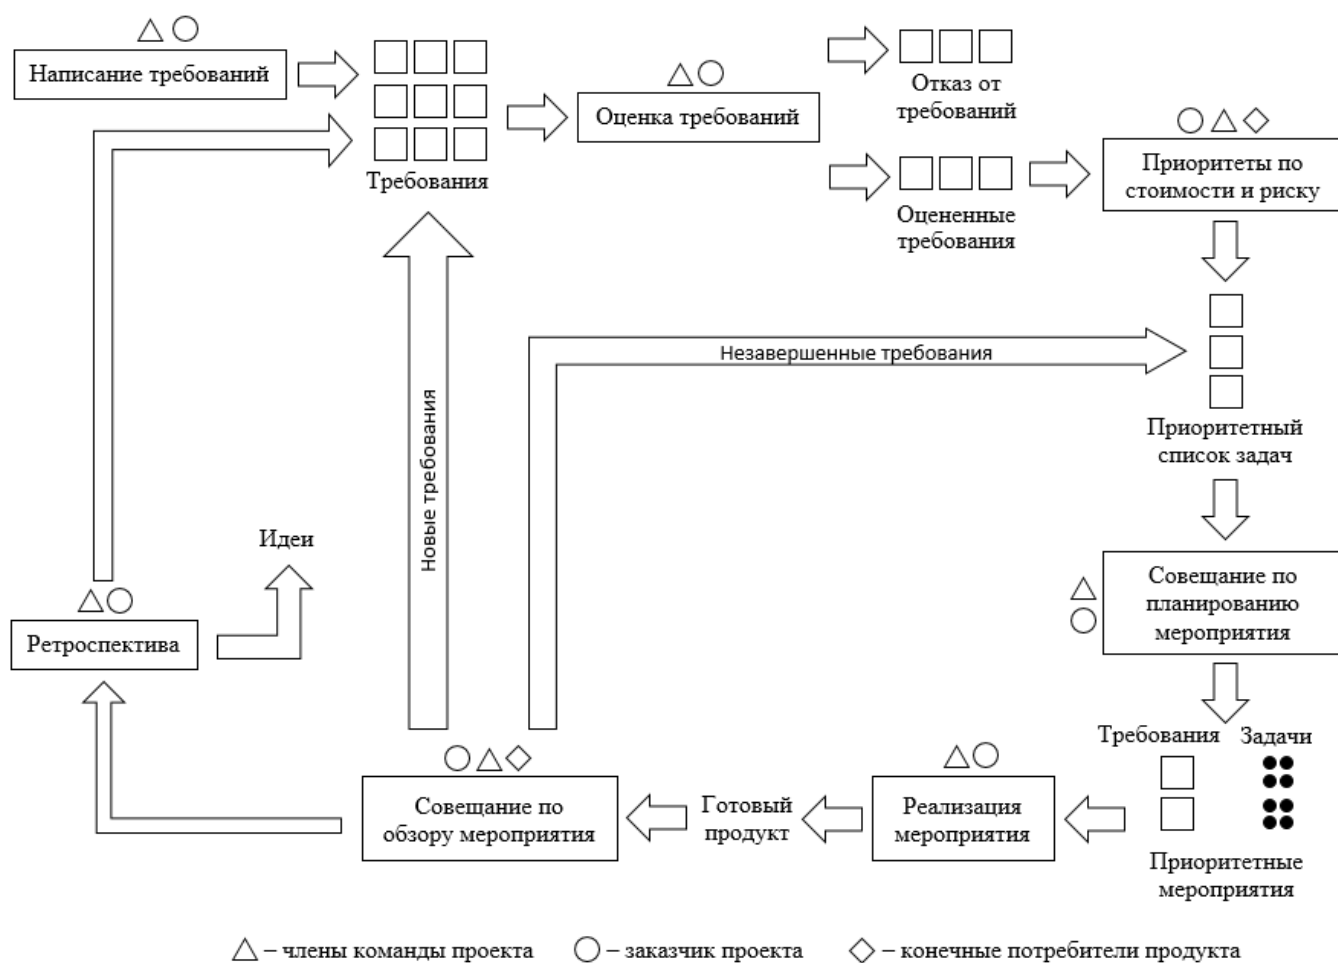 Написание требований
Требования
Оценка требований
Отказ от
требований
Оцененные
требования
Приоритеты по
стоимости и риску
Незавершенные требования
Приоритетный
список задач
Новые требования
Идеи
Совещание по
планированию
мероприятия
Ретроспектива
Требования
Задачи
Совещание по
обзору мероприятия
Готовый
продукт
Реализация
мероприятия
Приоритетные
мероприятия
– члены команды проекта
– заказчик проекта
– конечные потребители продукта